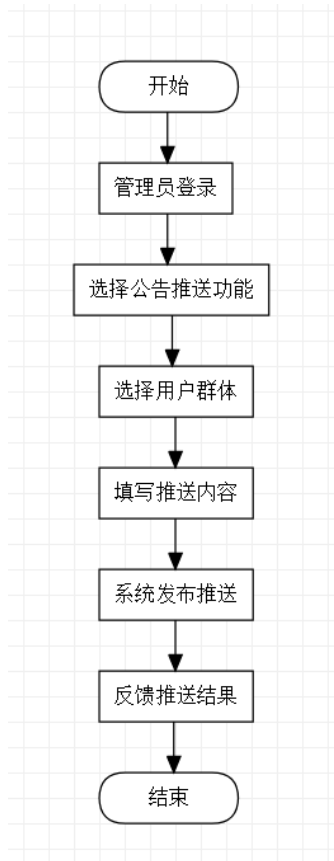 开始
管理员登录
选择公告推送功能
选择用户群体
填写推送内容
系统发布推送
反馈推送结果
结束